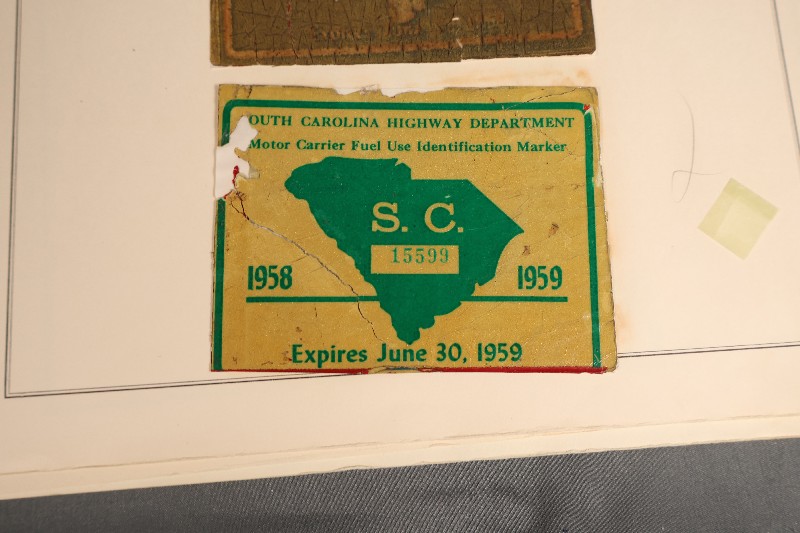 OUTH CAROLINA HIGHWAY DEPARTMENT
Motor Carrier Fuel Use Identification Marker
S. C.
15599
1958 1959
Expires June 30, 1959